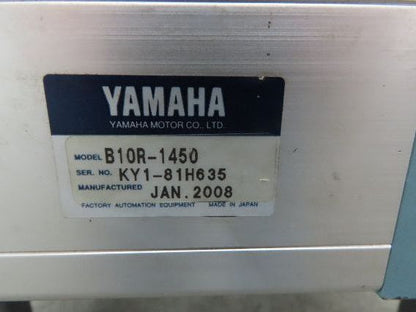 YAMAHA
YAMAHA MOTOR CO., LTD.
MODEL B10R-1450
SER. NO. KY1-81H635
MANUFACTURED JAN. 2008
FACTORY AUTOMATION EQUIPMENT MADE IN JAPAN